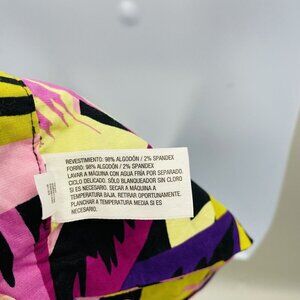 REVESTIMIENTO: 98% ALGODÓN / 2% SPANDEX
FORRO: 98% ALGODÓN / 2% SPANDEX
LAVAR A MÁQUINA CON AGUA FRÍA POR SEPARADO.
CICLO DELICADO. SÓLO BLANQUEADOR SIN CLORO
SI ES NECESARIO. SECAR A MÁQUINA A
TEMPERATURA BAJA. RETIRAR OPORTUNAMENTE.
PLANCHAR A TEMPERATURA MEDIA SI ES
NECESARIO.